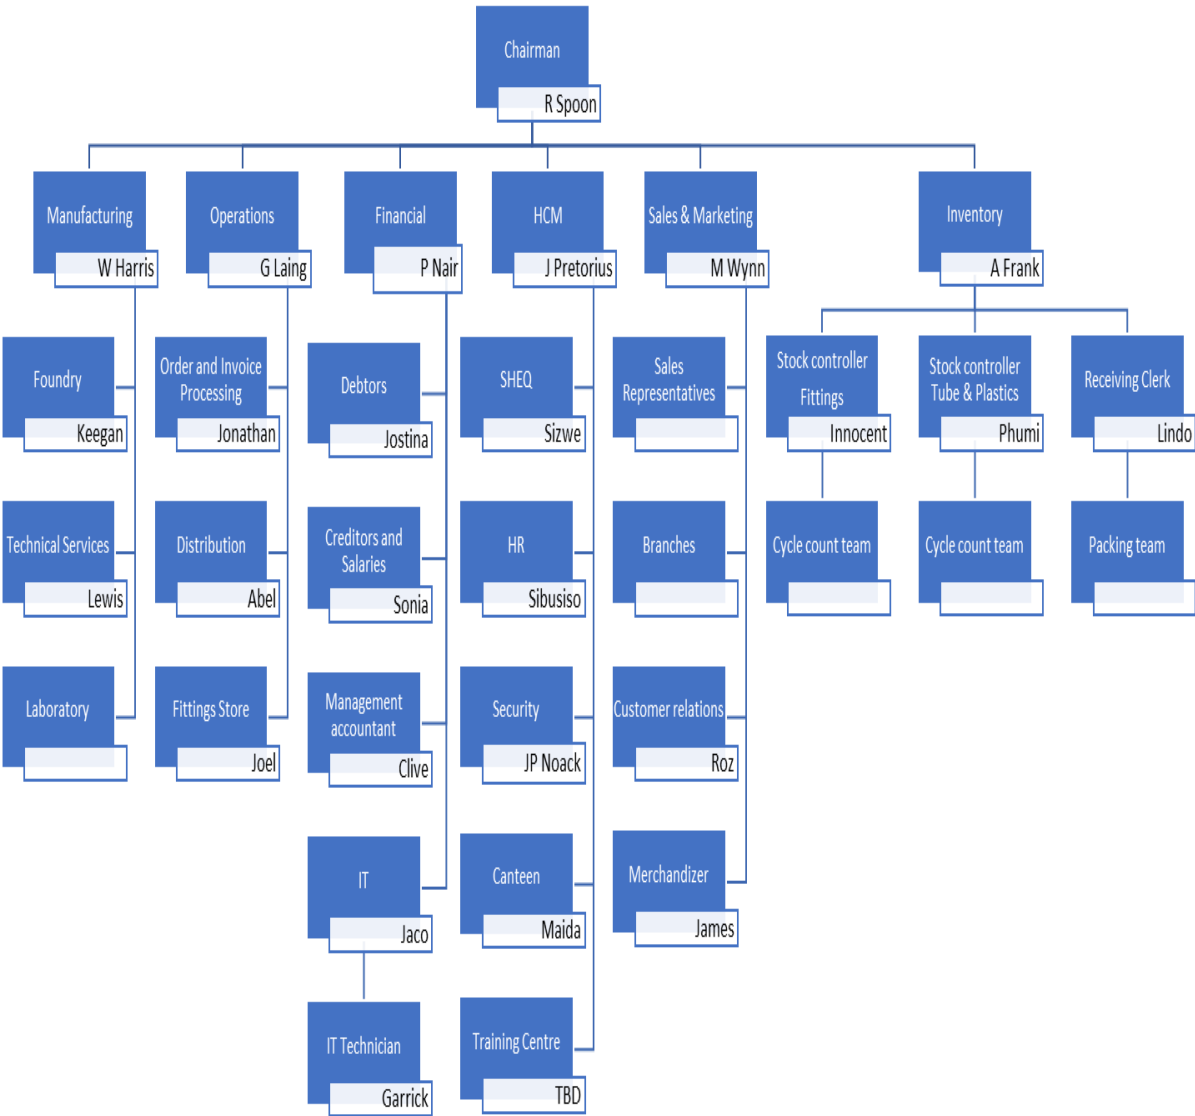 Chairman
R Spoon
Manufacturing
W Harris
Operations
G Laing
Financial
P Nair
HCM
J Pretorius
Sales & Marketing
M Wynn
Inventory
A Frank
Foundry
Keegan
Order and Invoice
Processing
Jonathan
Debtors
Jostina
SHEQ
Sizwe
Sales
Representatives
Stock controller
Fittings
Innocent
Stock controller
Tube & Plastics
Phumi
Receiving Clerk
Lindo
Technical Services
Lewis
Distribution
Abel
Creditors and
Salaries
Sonia
HR
Sibusiso
Branches
Cycle count team
Cycle count team
Packing team
Laboratory
Fittings Store
Joel
Management
accountant
Clive
Security
JP Noack
Customer relations
Roz
IT
Jaco
Canteen
Maida
Merchandizer
James
IT Technician
Garrick
Training Centre
TBD